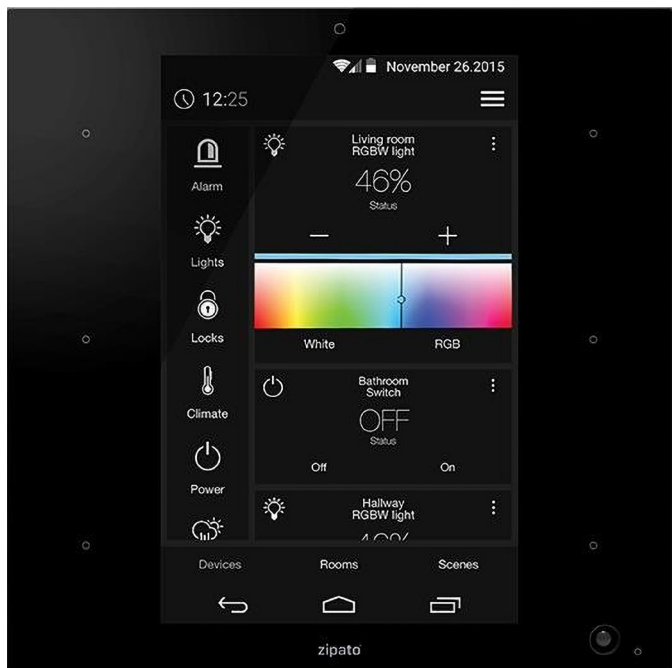 November 26.2015
12:25
Alarm
Lights
Locks
Climate
Power
Living room
RGBW light
46%
Status
White
RGB
Bathroom
Switch
OFF
Status
Off
On
Hallway
RGBW light
Devices
Rooms
Scenes
zipato